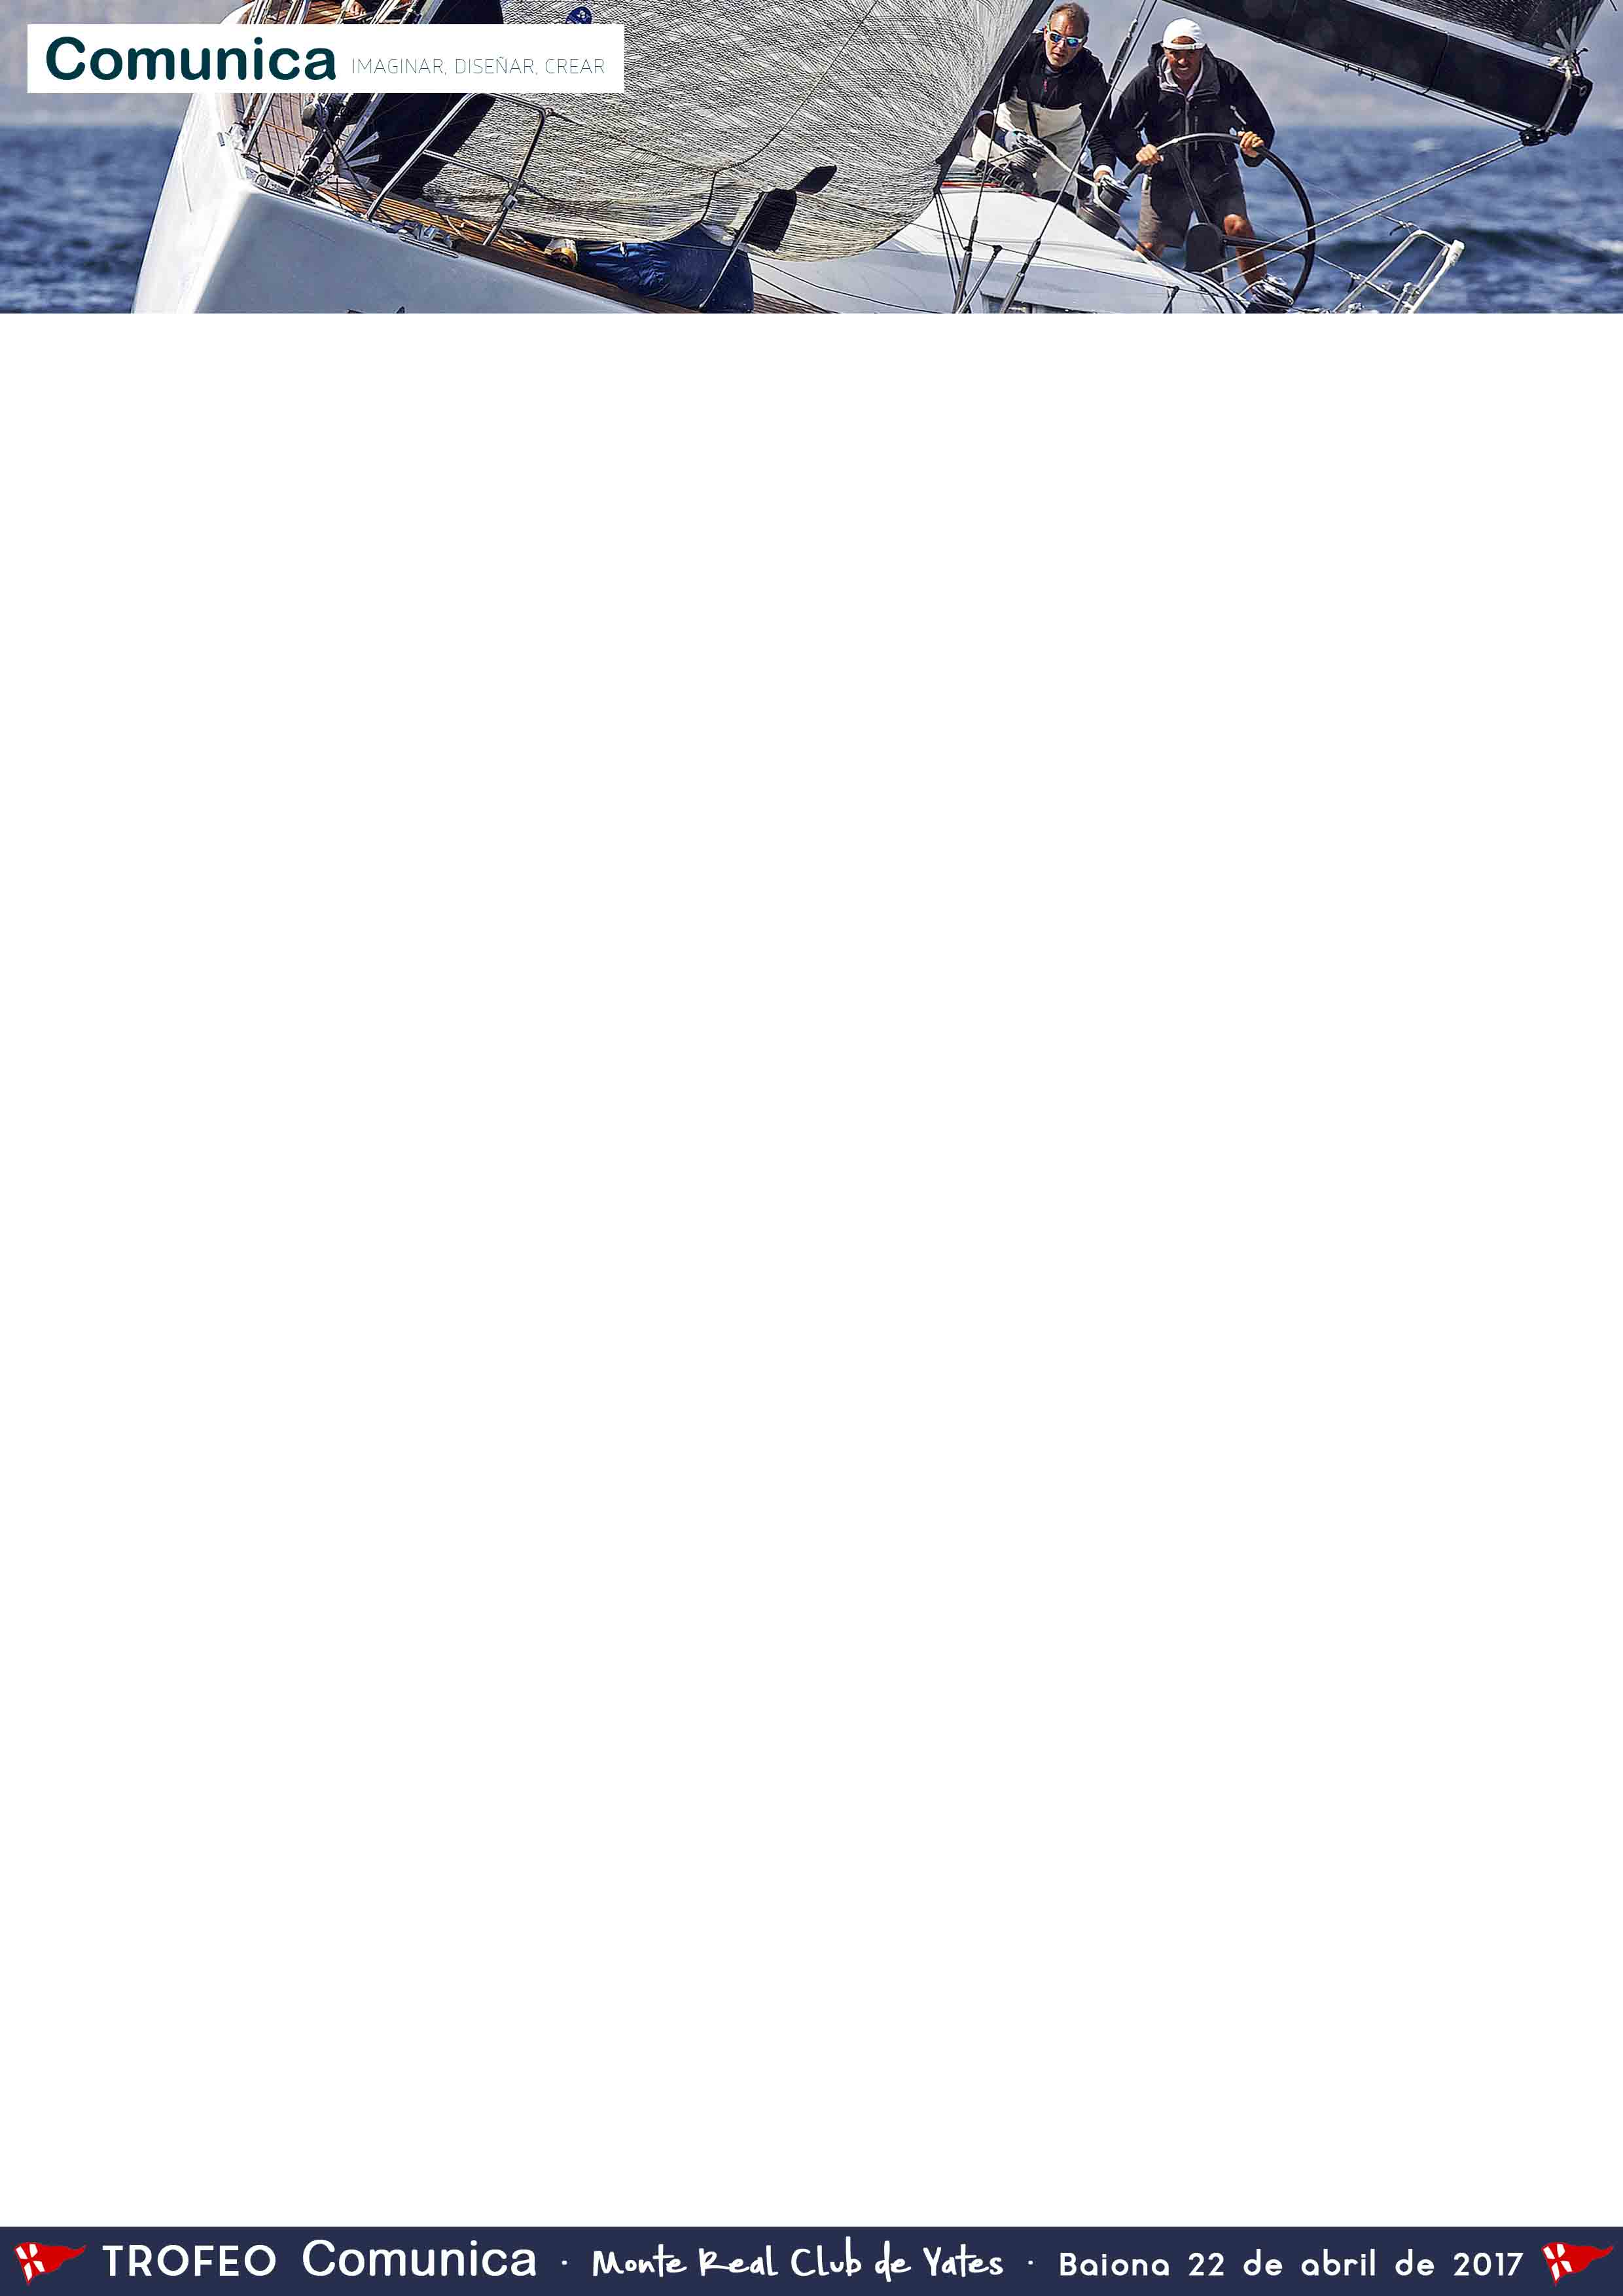 Comunica IMAGINAR, DISEÑAR, CREAR
TROFEO Comunica · Monte Real Club de Yates · Baiona 22 de abril de 2017